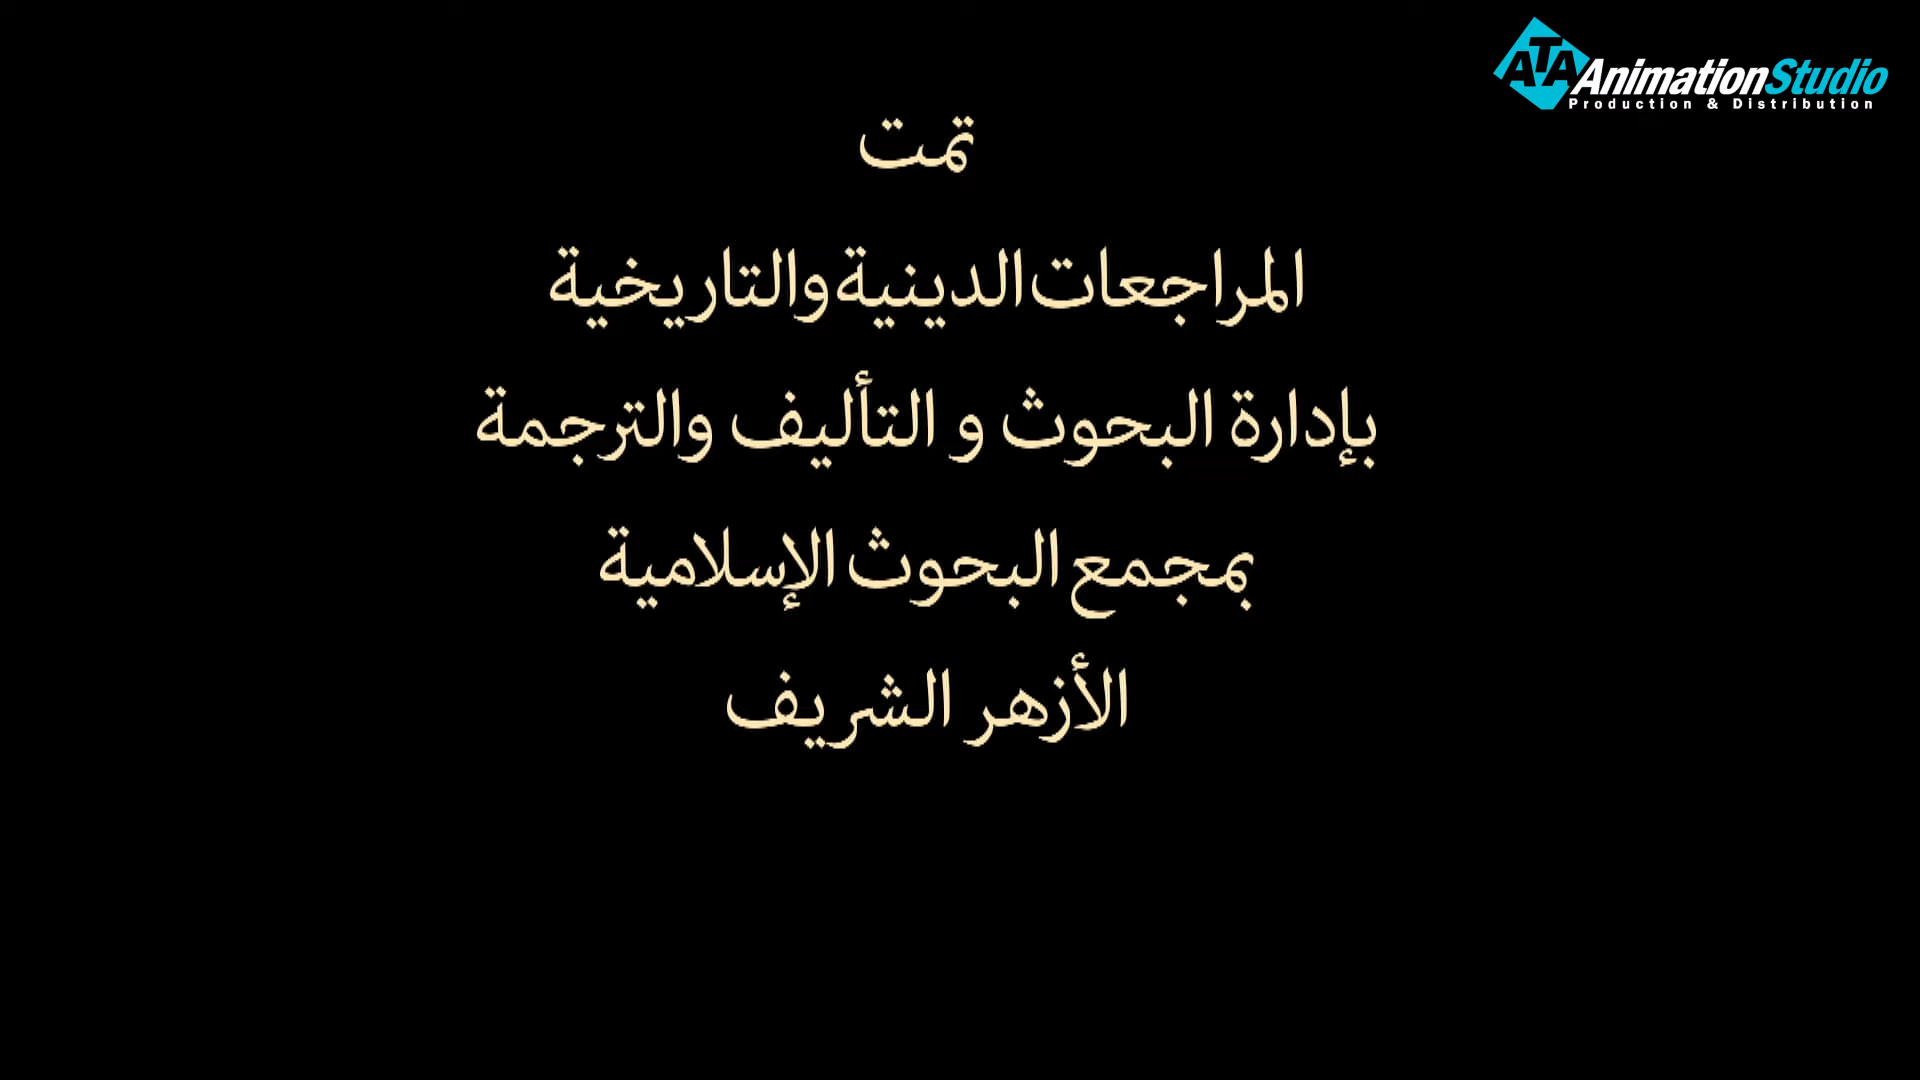 ATA AnimationStudio
Production & Distribution
تمت
المراجعات الدينية والتاريخية
بإدارة البحوث و التأليف والترجمة
بمجمع البحوث الإسلامية
الأزهر الشريف